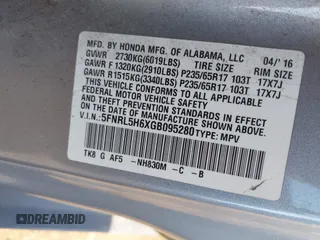 MFD. BY HONDA MFG. OF ALABAMA, LLC 04/'16
GVWR 2730KG(6019LBS) TIRE SIZE RIM SIZE
GAWR F 1320KG(2910LBS) P235/65R17 103T 17X7J
GAWR R1515KG(3340LBS) P235/65R17 103T 17X7J
THIS VEHICLE CONFORMS TO ALL APPLICABLE
FEDERAL MOTOR VEHICLE SAFETY AND THEFT
PREVENTION STANDARDS IN EFFECT ON THE
DATE OF MANUFACTURE SHOWN ABOVE.
V.I.N.:5FNRL5H6XGB095280 TYPE:MPV
TK8 G AF5 -NH830M-C -B
DREAMBID